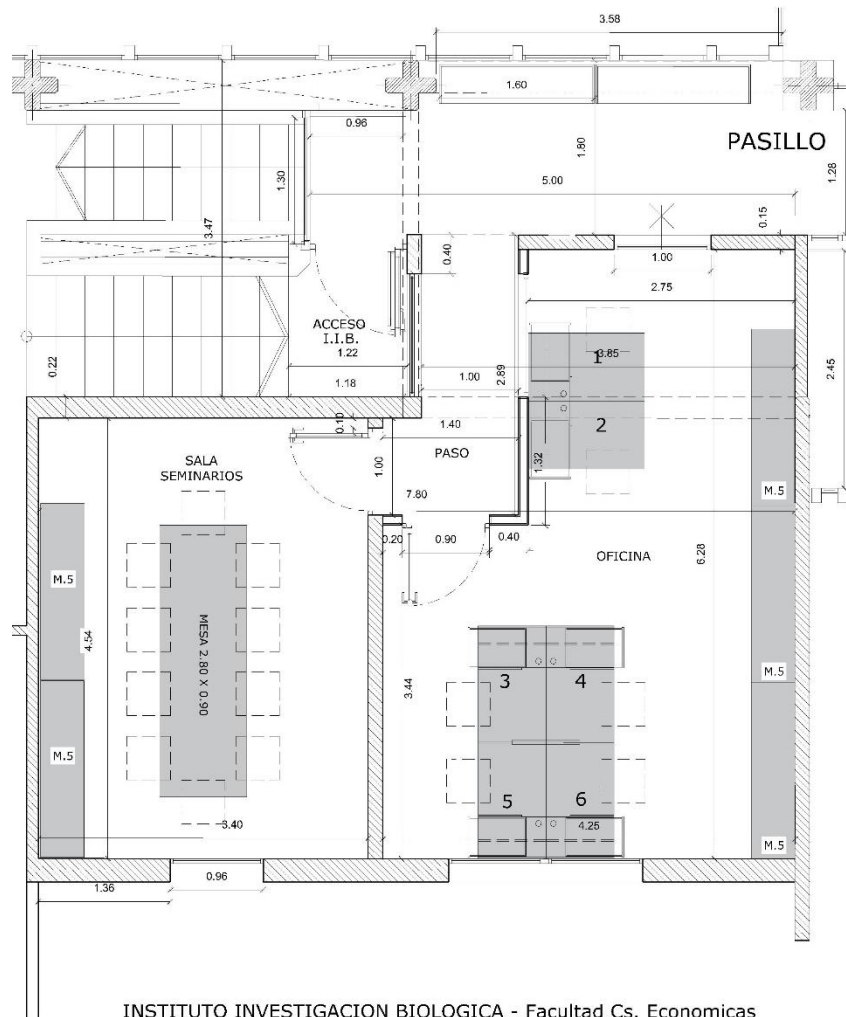 3.58
1.60
0.96
PASILLO
1.80
1.28
1.30
5.00
3.47
0.15
0.40
1.00
2.75
ACCESO
I.I.B.
1.22
3.85
1
2.89
2.45
0.22
1.18
1.00
0.10
1.40
2
SALA
SEMINARIOS
1.00
PASO
1.32
7.80
M.5
0.20
0.90
0.40
OFICINA
6.28
M.5
4.54
MESA 2.80 X 0.90
3.44
3
4
M.5
M.5
5
6
3.40
4.25
M.5
1.36
0.96
INSTITUTO INVESTIGACION BIOLOGICA - Facultad Cs. Economicas